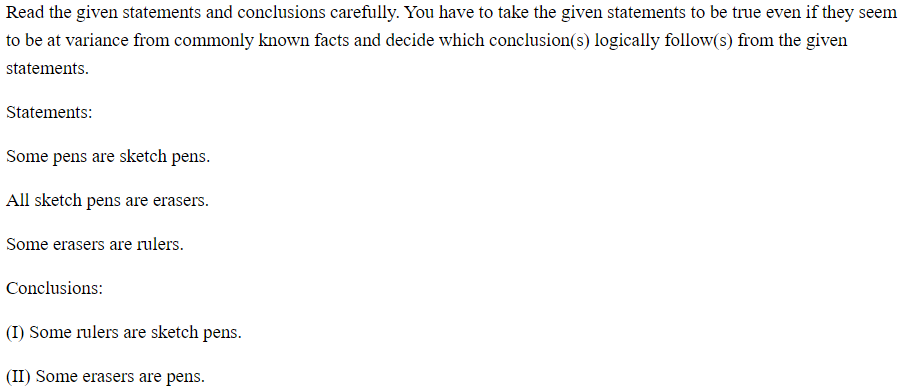 Read the given statements and conclusions carefully. You have to take the given statements to be true even if they seem
to be at variance from commonly known facts and decide which conclusion(s) logically follow(s) from the given
statements.
Statements:
Some pens are sketch pens.
All sketch pens are erasers.
Some erasers are rulers.
Conclusions:
(I) Some rulers are sketch pens.
(II) Some erasers are pens.